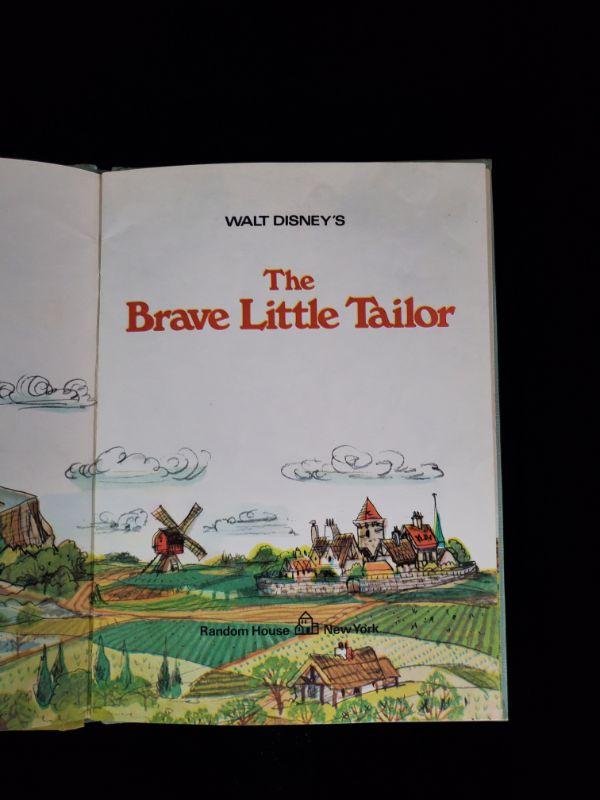 WALT DISNEY'S
The
Brave Little Tailor
Random House New York